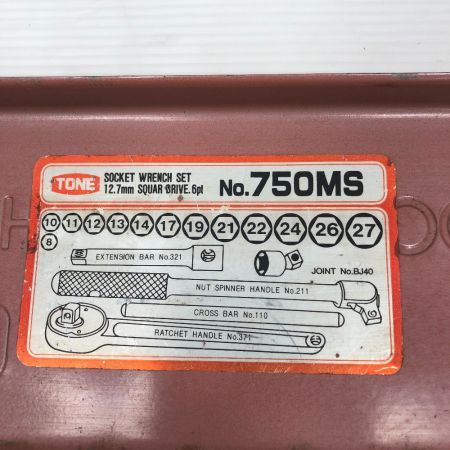 TONE
SOCKET WRENCH SET
12.7mm SQUAR DRIVE. 6pt
No.750MS
10 11 12 13 14 17 19 21 22 24 26 27
8
EXTENSION BAR No.321
JOINT No.BJ40
NUT SPINNER HANDLE No.211
CROSS BAR No.110
RATCHET HANDLE No.371